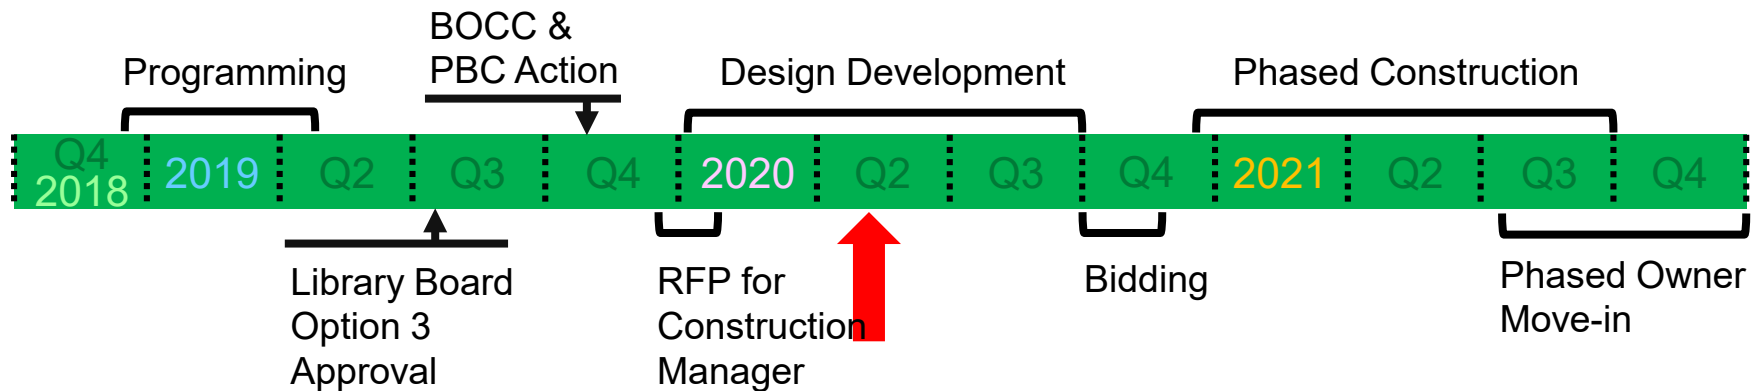 BOCC &
PBC Action
Programming
Design Development
Phased Construction
Q4
2018
2019
Q2
Q3
Q4
2020
Q2
Q3
Q4
2021
Q2
Q3
Q4
Library Board
Option 3
Approval
RFP for
Construction
Manager
Bidding
Phased Owner
Move-in